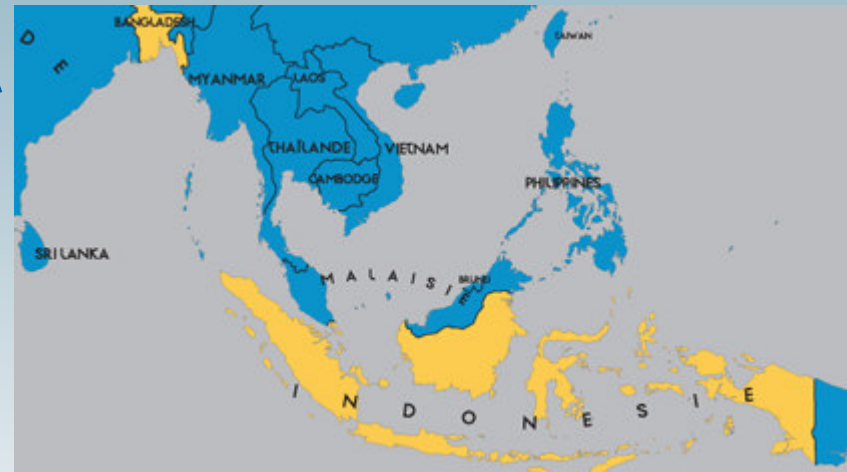 BANGLADESH
TAIWAN
D E
MYANMAR
LAOS
THAÏLANDE
VIETNAM
CAMBODGE
PHILIPPINES
SRI LANKA
MALAISIE
BRUNEI
INDONESIE